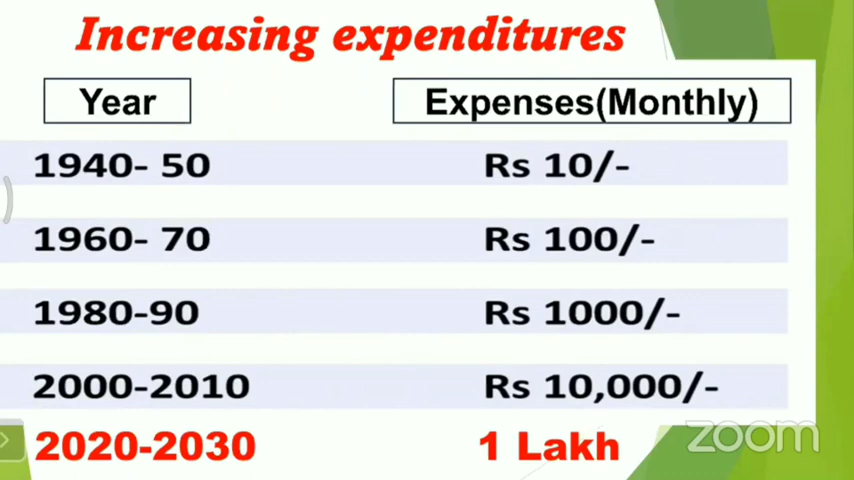 Increasing expenditures
Year Expenses(Monthly)
1940- 50 Rs 10/-
1960- 70 Rs 100/-
1980-90 Rs 1000/-
2000-2010 Rs 10,000/-
2020-2030 1 Lakh
zoom